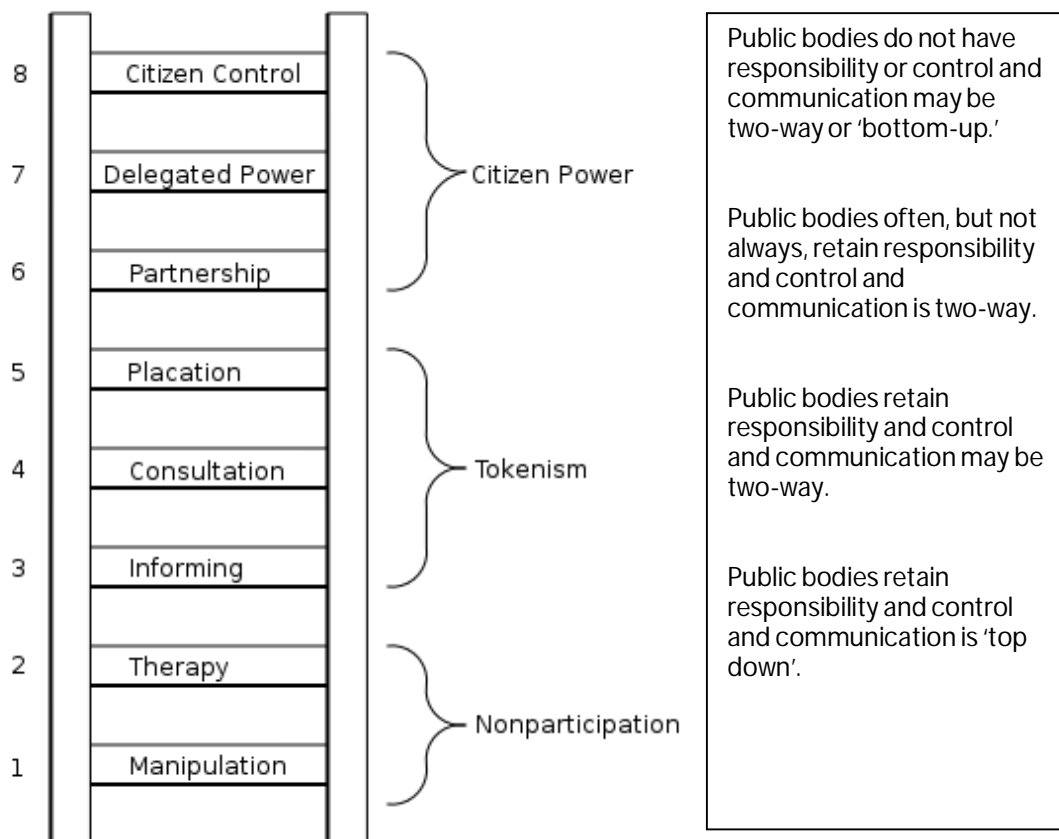 8 Citizen Control
7 Delegated Power
6 Partnership
5 Placation
4 Consultation
3 Informing
2 Therapy
1 Manipulation
Citizen Power
Tokenism
Nonparticipation
Public bodies do not have
responsibility or control and
communication may be
two-way or ‘bottom-up.’
Public bodies often, but not
always, retain responsibility
and control and
communication is two-way.
Public bodies retain
responsibility and control
and communication may be
two-way.
Public bodies retain
responsibility and control
and communication is ‘top
down’.